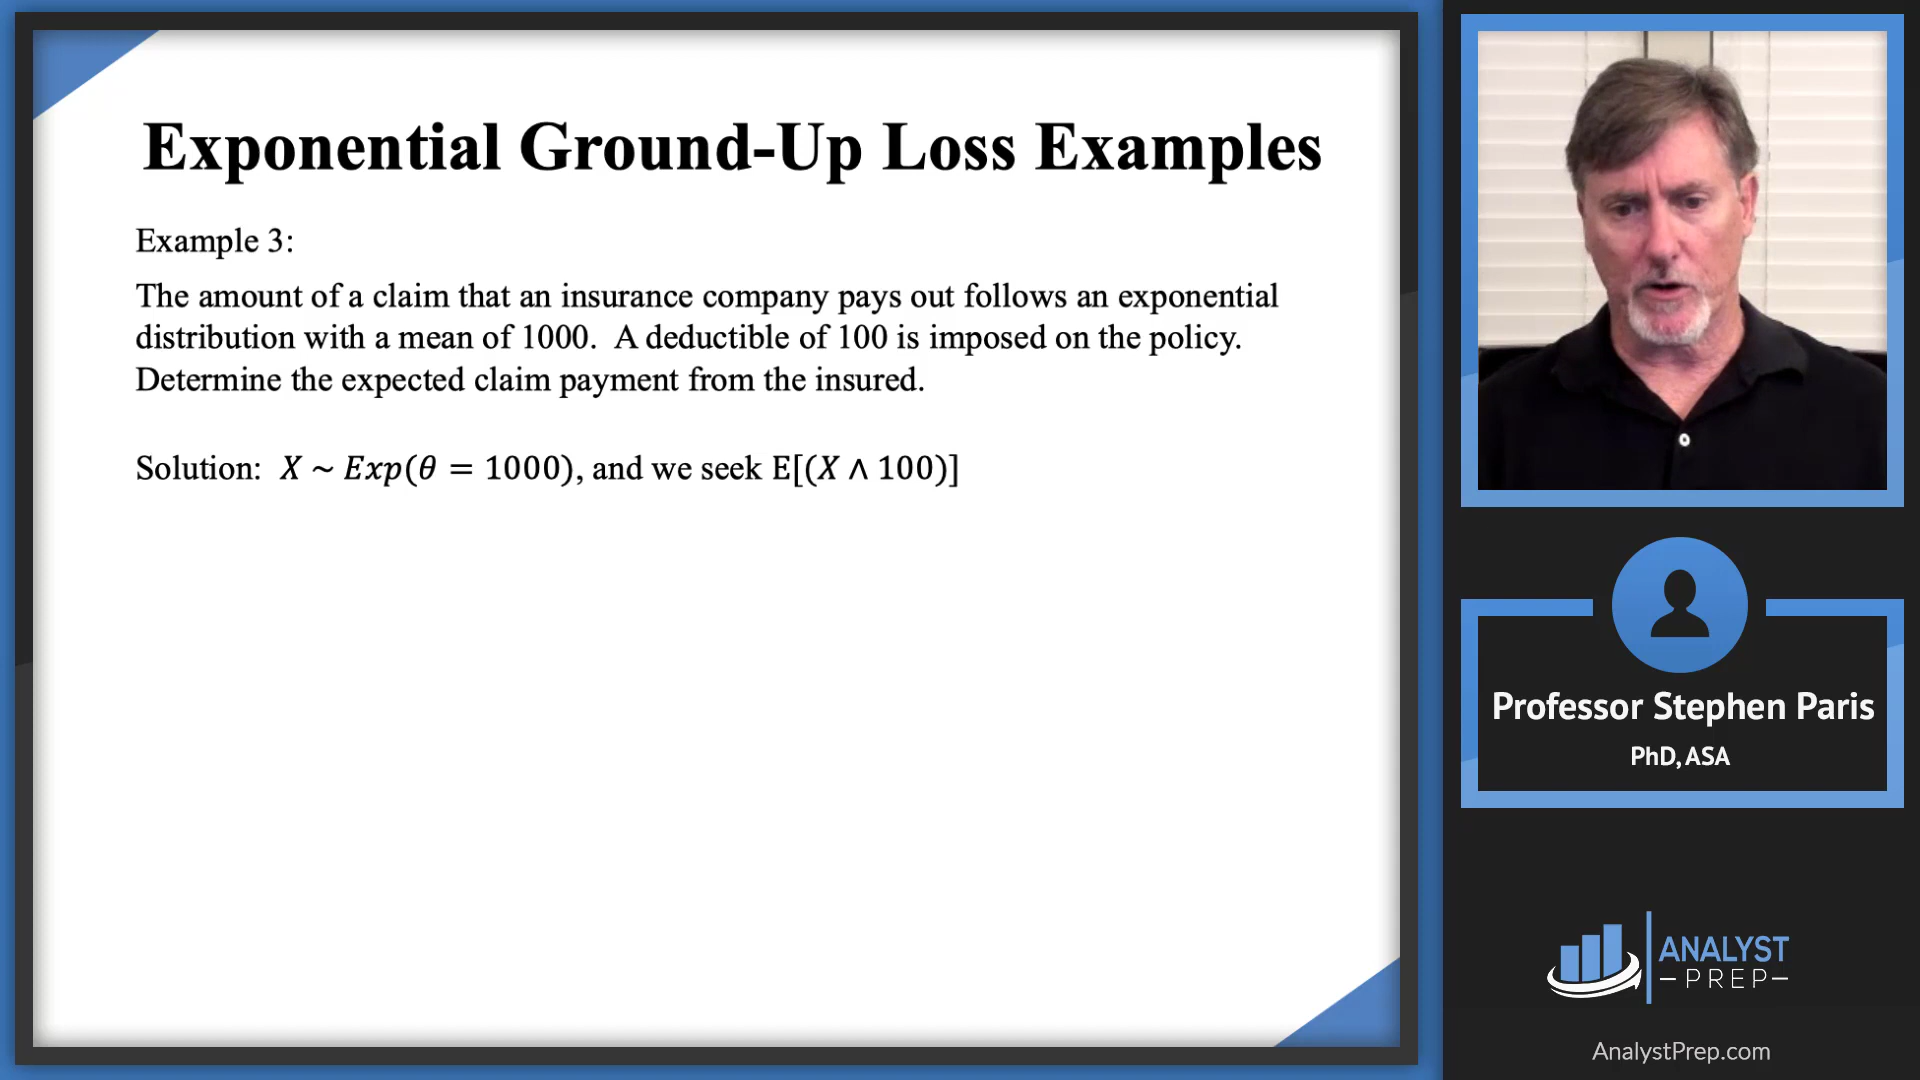 Exponential Ground-Up Loss Examples
Example 3:
The amount of a claim that an insurance company pays out follows an exponential
distribution with a mean of 1000. A deductible of 100 is imposed on the policy.
Determine the expected claim payment from the insured.
Solution: X ~ Exp(θ = 1000), and we seek E[(X ∧ 100)]
Professor Stephen Paris
PhD, ASA
ANALYST
PREP
AnalystPrep.com